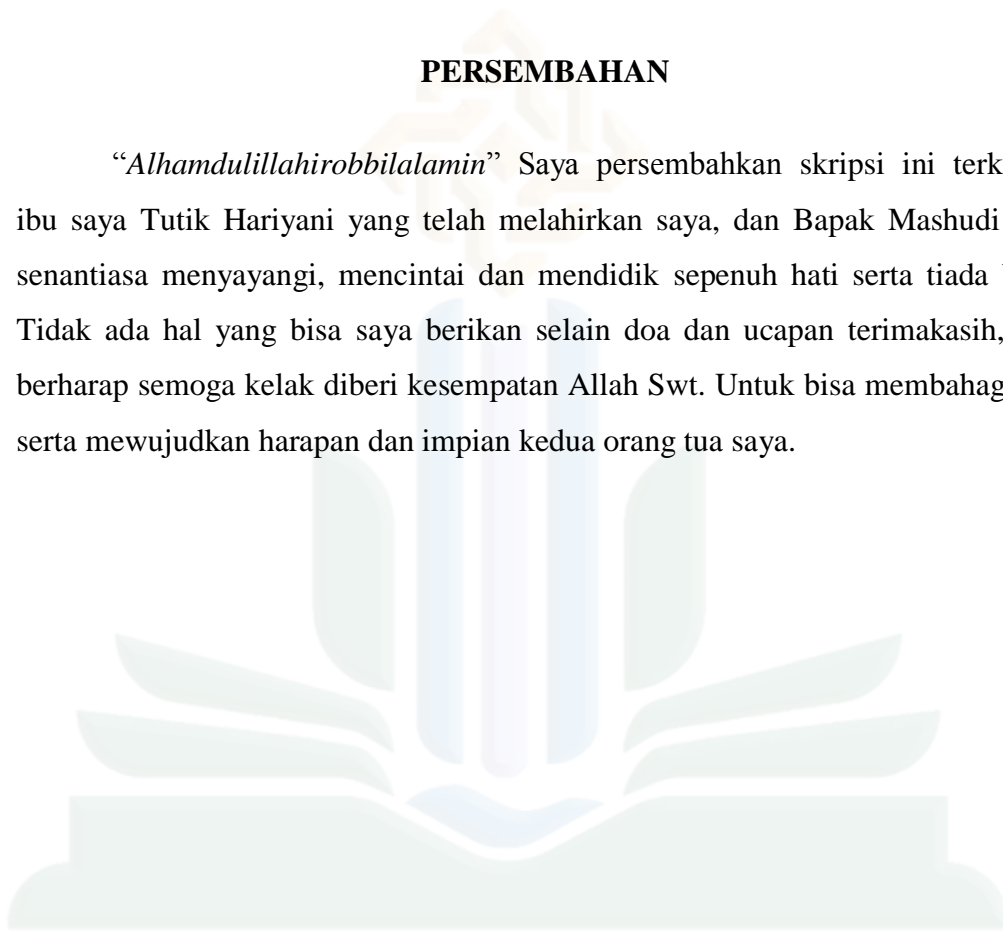 PERSEMBAHAN
“Alhamdulillahirobbilalamin” Saya persembahkan skripsi ini
ibu saya Tutik Hariyani yang telah melahirkan saya, dan Bapak Mashudi
senantiasa menyayangi, mencintai dan mendidik sepenuh hati serta tiada
Tidak ada hal yang bisa saya berikan selain doa dan ucapan terimakasih,
berharap semoga kelak diberi kesempatan Allah Swt. Untuk bisa
serta mewujudkan harapan dan impian kedua orang tua saya.